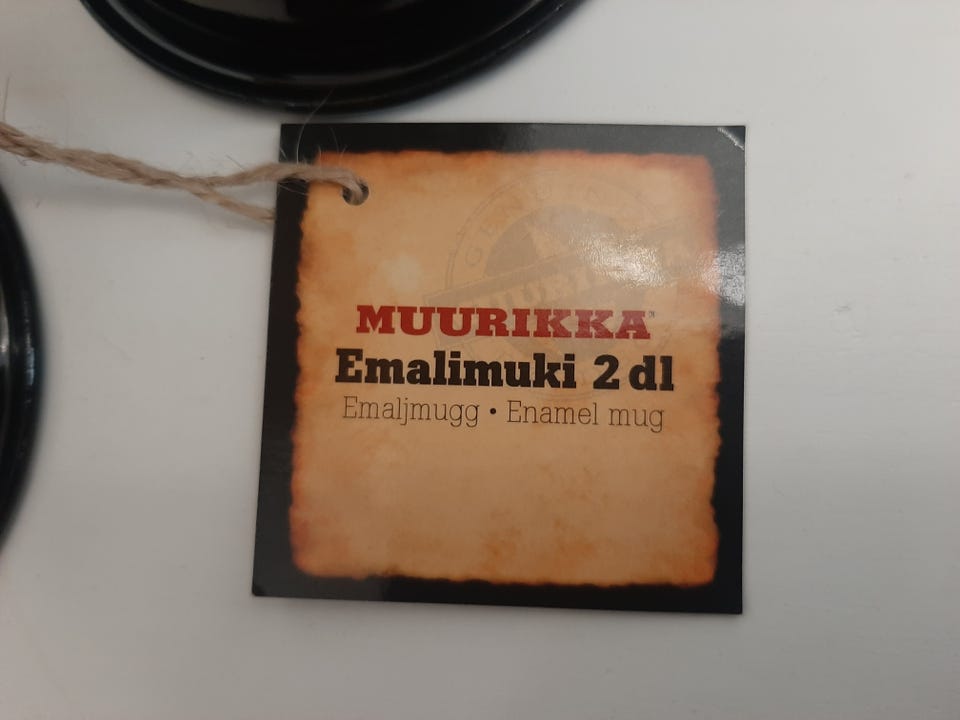 MUURIKKA
Emalimuki 2 dl
Emaljmugg • Enamel mug